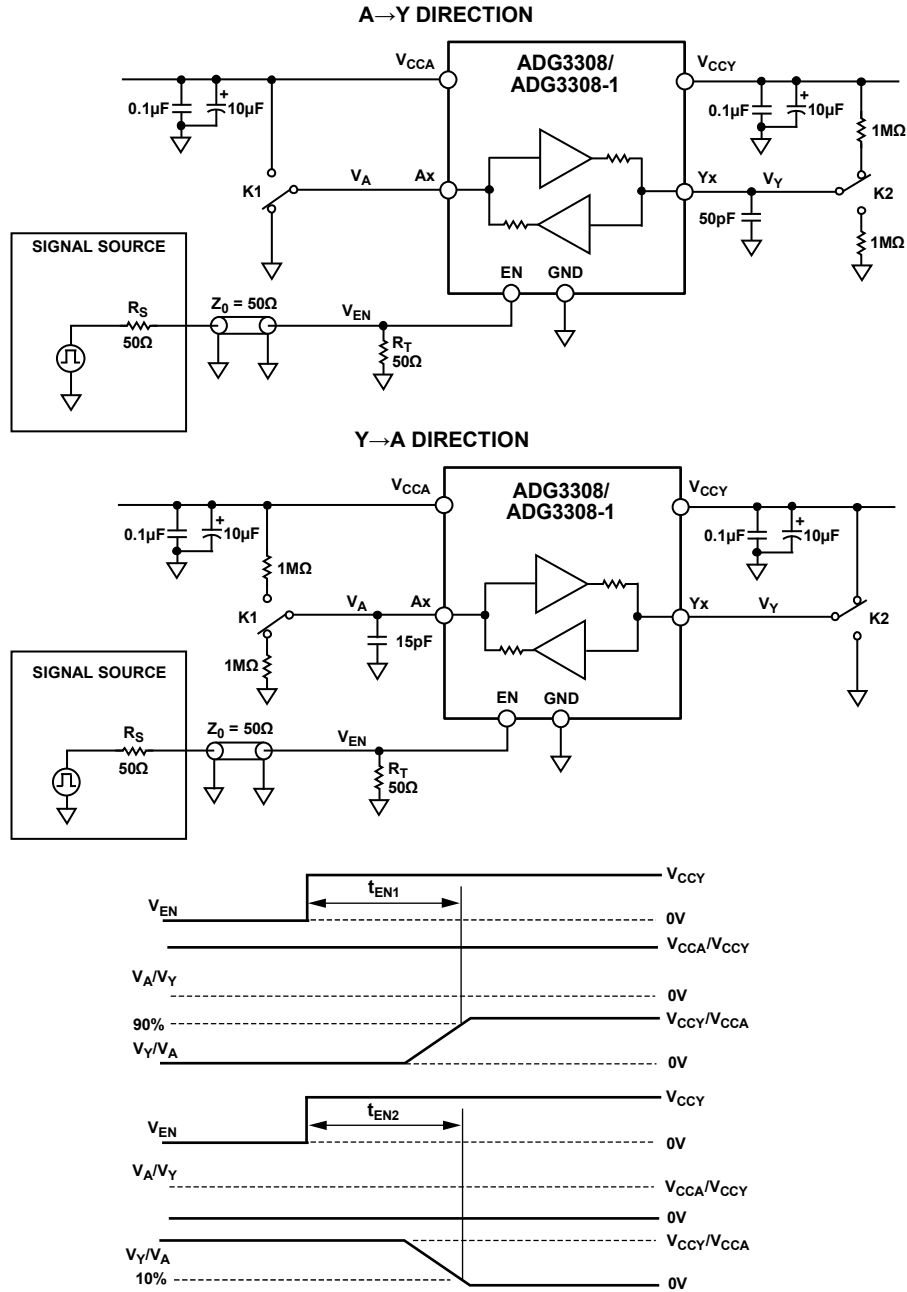 A→Y DIRECTION
V_CCA
ADG3308/
ADG3308-1
V_CCY
0.1µF
+
10µF
0.1µF
+
10µF
1MΩ
K1
V_A
Ax
Yx
V_Y
K2
50pF
1MΩ
SIGNAL SOURCE
EN
GND
R_S
50Ω
Z_0 = 50Ω
V_EN
R_T
50Ω
Y→A DIRECTION
V_CCA
ADG3308/
ADG3308-1
V_CCY
0.1µF
+
10µF
0.1µF
+
10µF
1MΩ
K1
V_A
Ax
Yx
V_Y
K2
15pF
1MΩ
SIGNAL SOURCE
EN
GND
R_S
50Ω
Z_0 = 50Ω
V_EN
R_T
50Ω
V_CCY
t_EN1
V_EN
0V
V_CCA/V_CCY
V_A/V_Y
0V
90%
V_CCY/V_CCA
V_Y/V_A
0V
V_CCY
t_EN2
V_EN
0V
V_A/V_Y
V_CCA/V_CCY
0V
V_CCY/V_CCA
V_Y/V_A
10%
0V